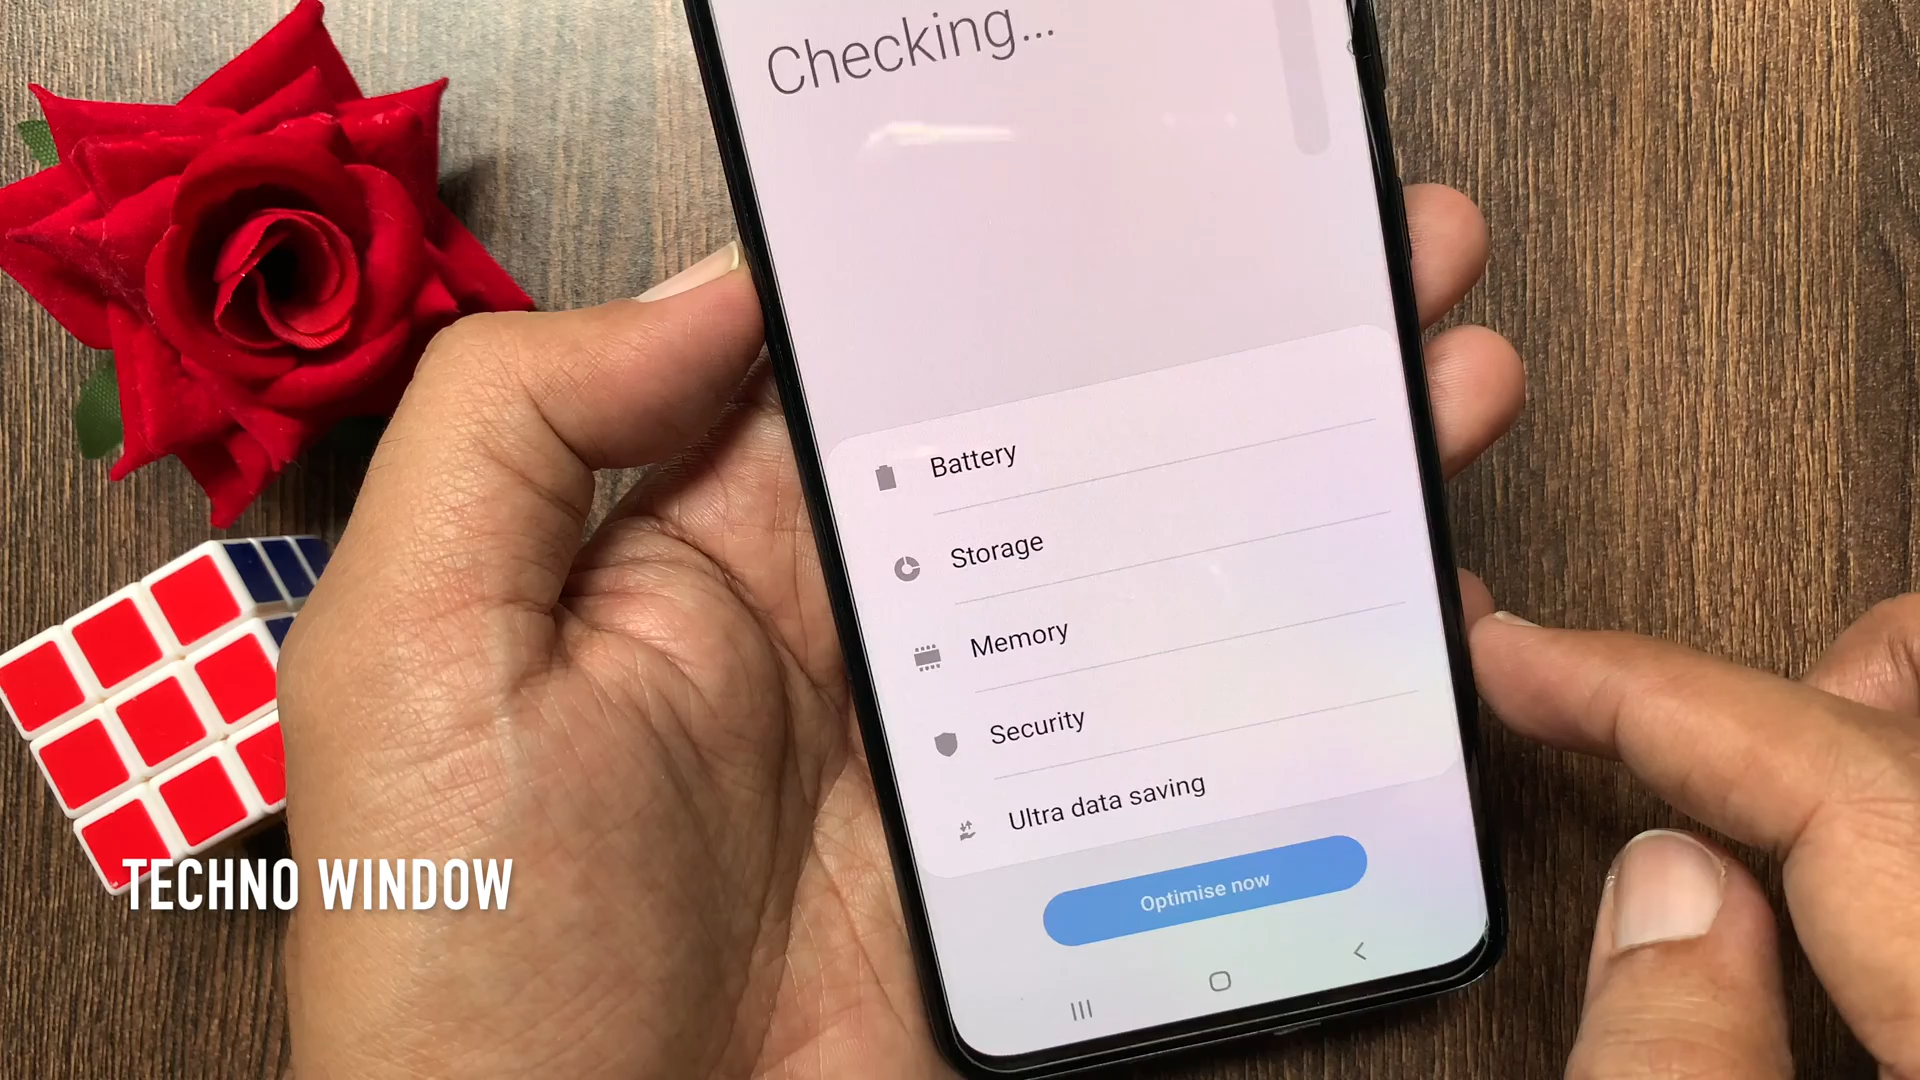 Checking...
Battery
Storage
Memory
Security
Ultra data saving
Optimise now
TECHNO WINDOW